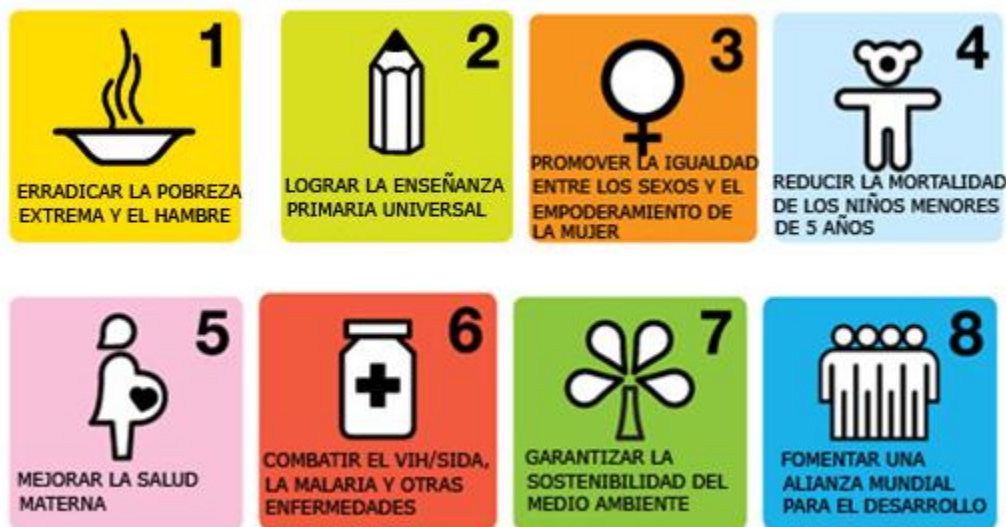 1
ERRADICAR LA POBREZA
EXTREMA Y EL HAMBRE
2
LOGRAR LA ENSEÑANZA
PRIMARIA UNIVERSAL
3
PROMOVER LA IGUALDAD
ENTRE LOS SEXOS Y EL
EMPODERAMIENTO DE
LA MUJER
4
REDUCIR LA MORTALIDAD
DE LOS NIÑOS MENORES
DE 5 AÑOS
5
MEJORAR LA SALUD
MATERNA
6
COMBATIR EL VIH/SIDA,
LA MALARIA Y OTRAS
ENFERMEDADES
7
GARANTIZAR LA
SOSTENIBILIDAD DEL
MEDIO AMBIENTE
8
FOMENTAR UNA
ALIANZA MUNDIAL
PARA EL DESARROLLO